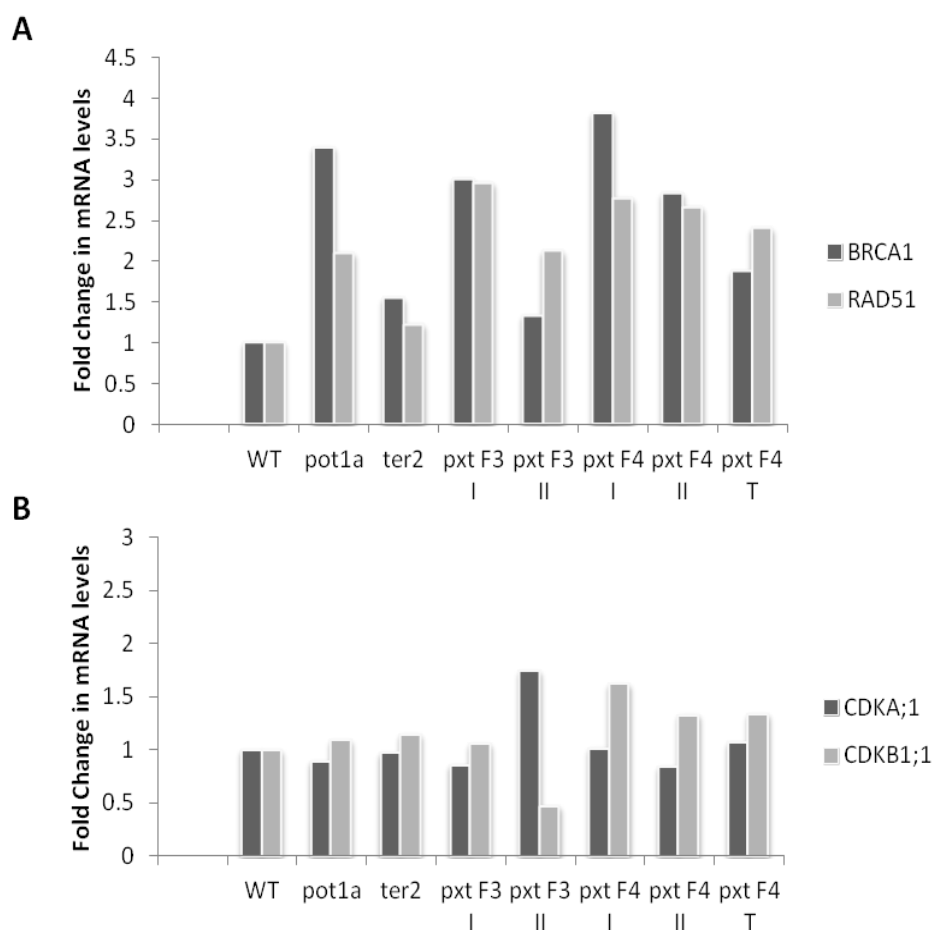 A
Fold change in mRNA levels
4.5
4
3.5
3
2.5
2
1.5
1
0.5
0
WT pot1a ter2 pxt F3 pxt F3 pxt F4 pxt F4 pxt F4
I II I II T
BRCA1
RAD51
B
Fold Change in mRNA levels
3
2.5
2
1.5
1
0.5
0
WT pot1a ter2 pxt F3 pxt F3 pxt F4 pxt F4 pxt F4
I II I II T
CDKA;1
CDKB1;1